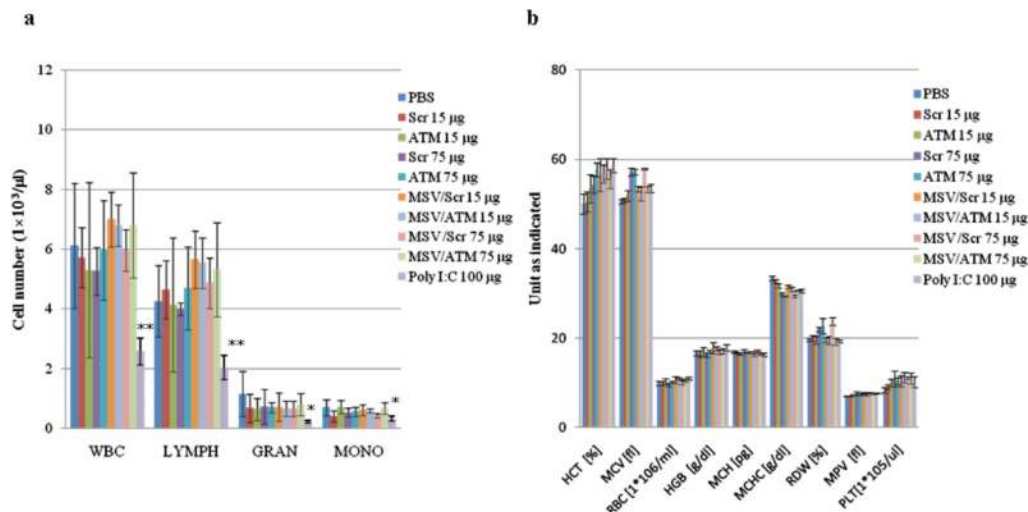 a
12
10
8
6
4
2
0
Cell number (1×10³/µl)
**
**
*
*
WBC LYMPH GRAN MONO
PBS
Scr 15 µg
ATM 15 µg
Scr 75 µg
ATM 75 µg
MSV/Scr 15 µg
MSV/ATM 15 µg
MSV/Scr 75 µg
MSV/ATM 75 µg
Poly I:C 100 µg
b
80
60
40
20
0
Unit as indicated
HCT [%]
MCV [fl]
RBC [1*106/ml]
HGB [g/dl]
MCH [pg]
MCHC [g/dl]
RDW [%]
MPV [fl]
PLT[1*105/ul]
PBS
Scr 15 µg
ATM 15 µg
Scr 75 µg
ATM 75 µg
MSV/Scr 15 µg
MSV/ATM 15 µg
MSV/Scr 75 µg
MSV/ATM 75 µg
Poly I:C 100 µg